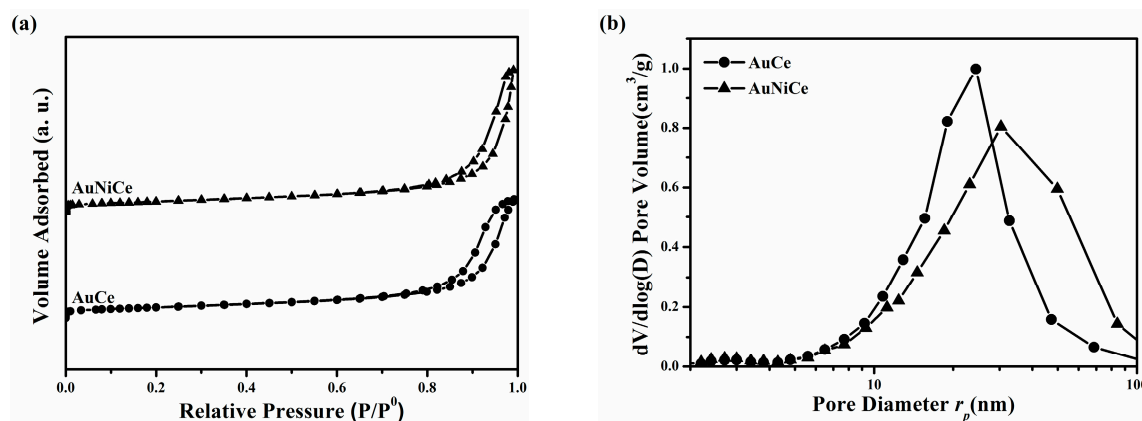 (a)
Volume Adsorbed (a. u.)
AuNiCe
AuCe
0.0 0.2 0.4 0.6 0.8 1.0
Relative Pressure (P/P⁰)
(b)
dV/dlog(D) Pore Volume(cm³/g)
AuCe
AuNiCe
1.0
0.8
0.6
0.4
0.2
0.0
10 100
Pore Diameter rₚ(nm)